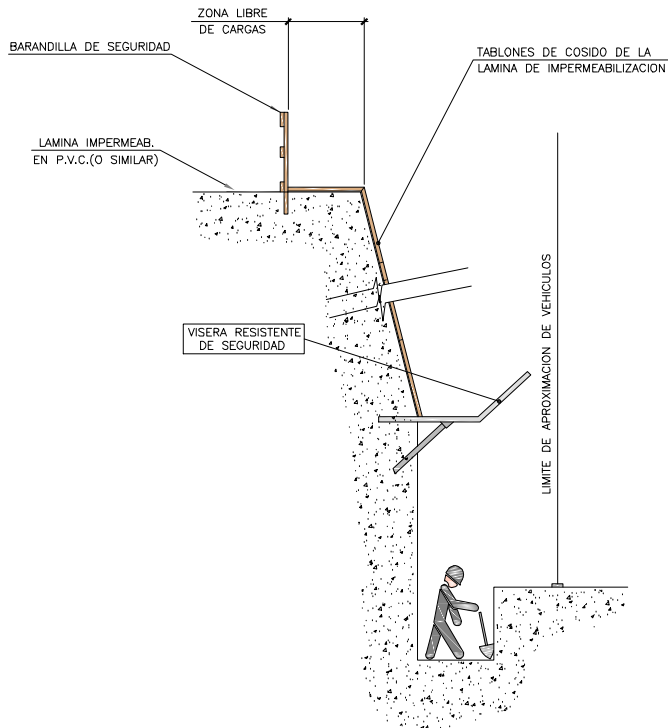 ZONA LIBRE
DE CARGAS
BARANDILLA DE SEGURIDAD
TABLONES DE COSIDO DE LA
LAMINA DE IMPERMEABILIZACION
LAMINA IMPERMEAB.
EN P.V.C.(O SIMILAR)
VISERA RESISTENTE
DE SEGURIDAD
LIMITE DE APROXIMACION DE VEHICULOS